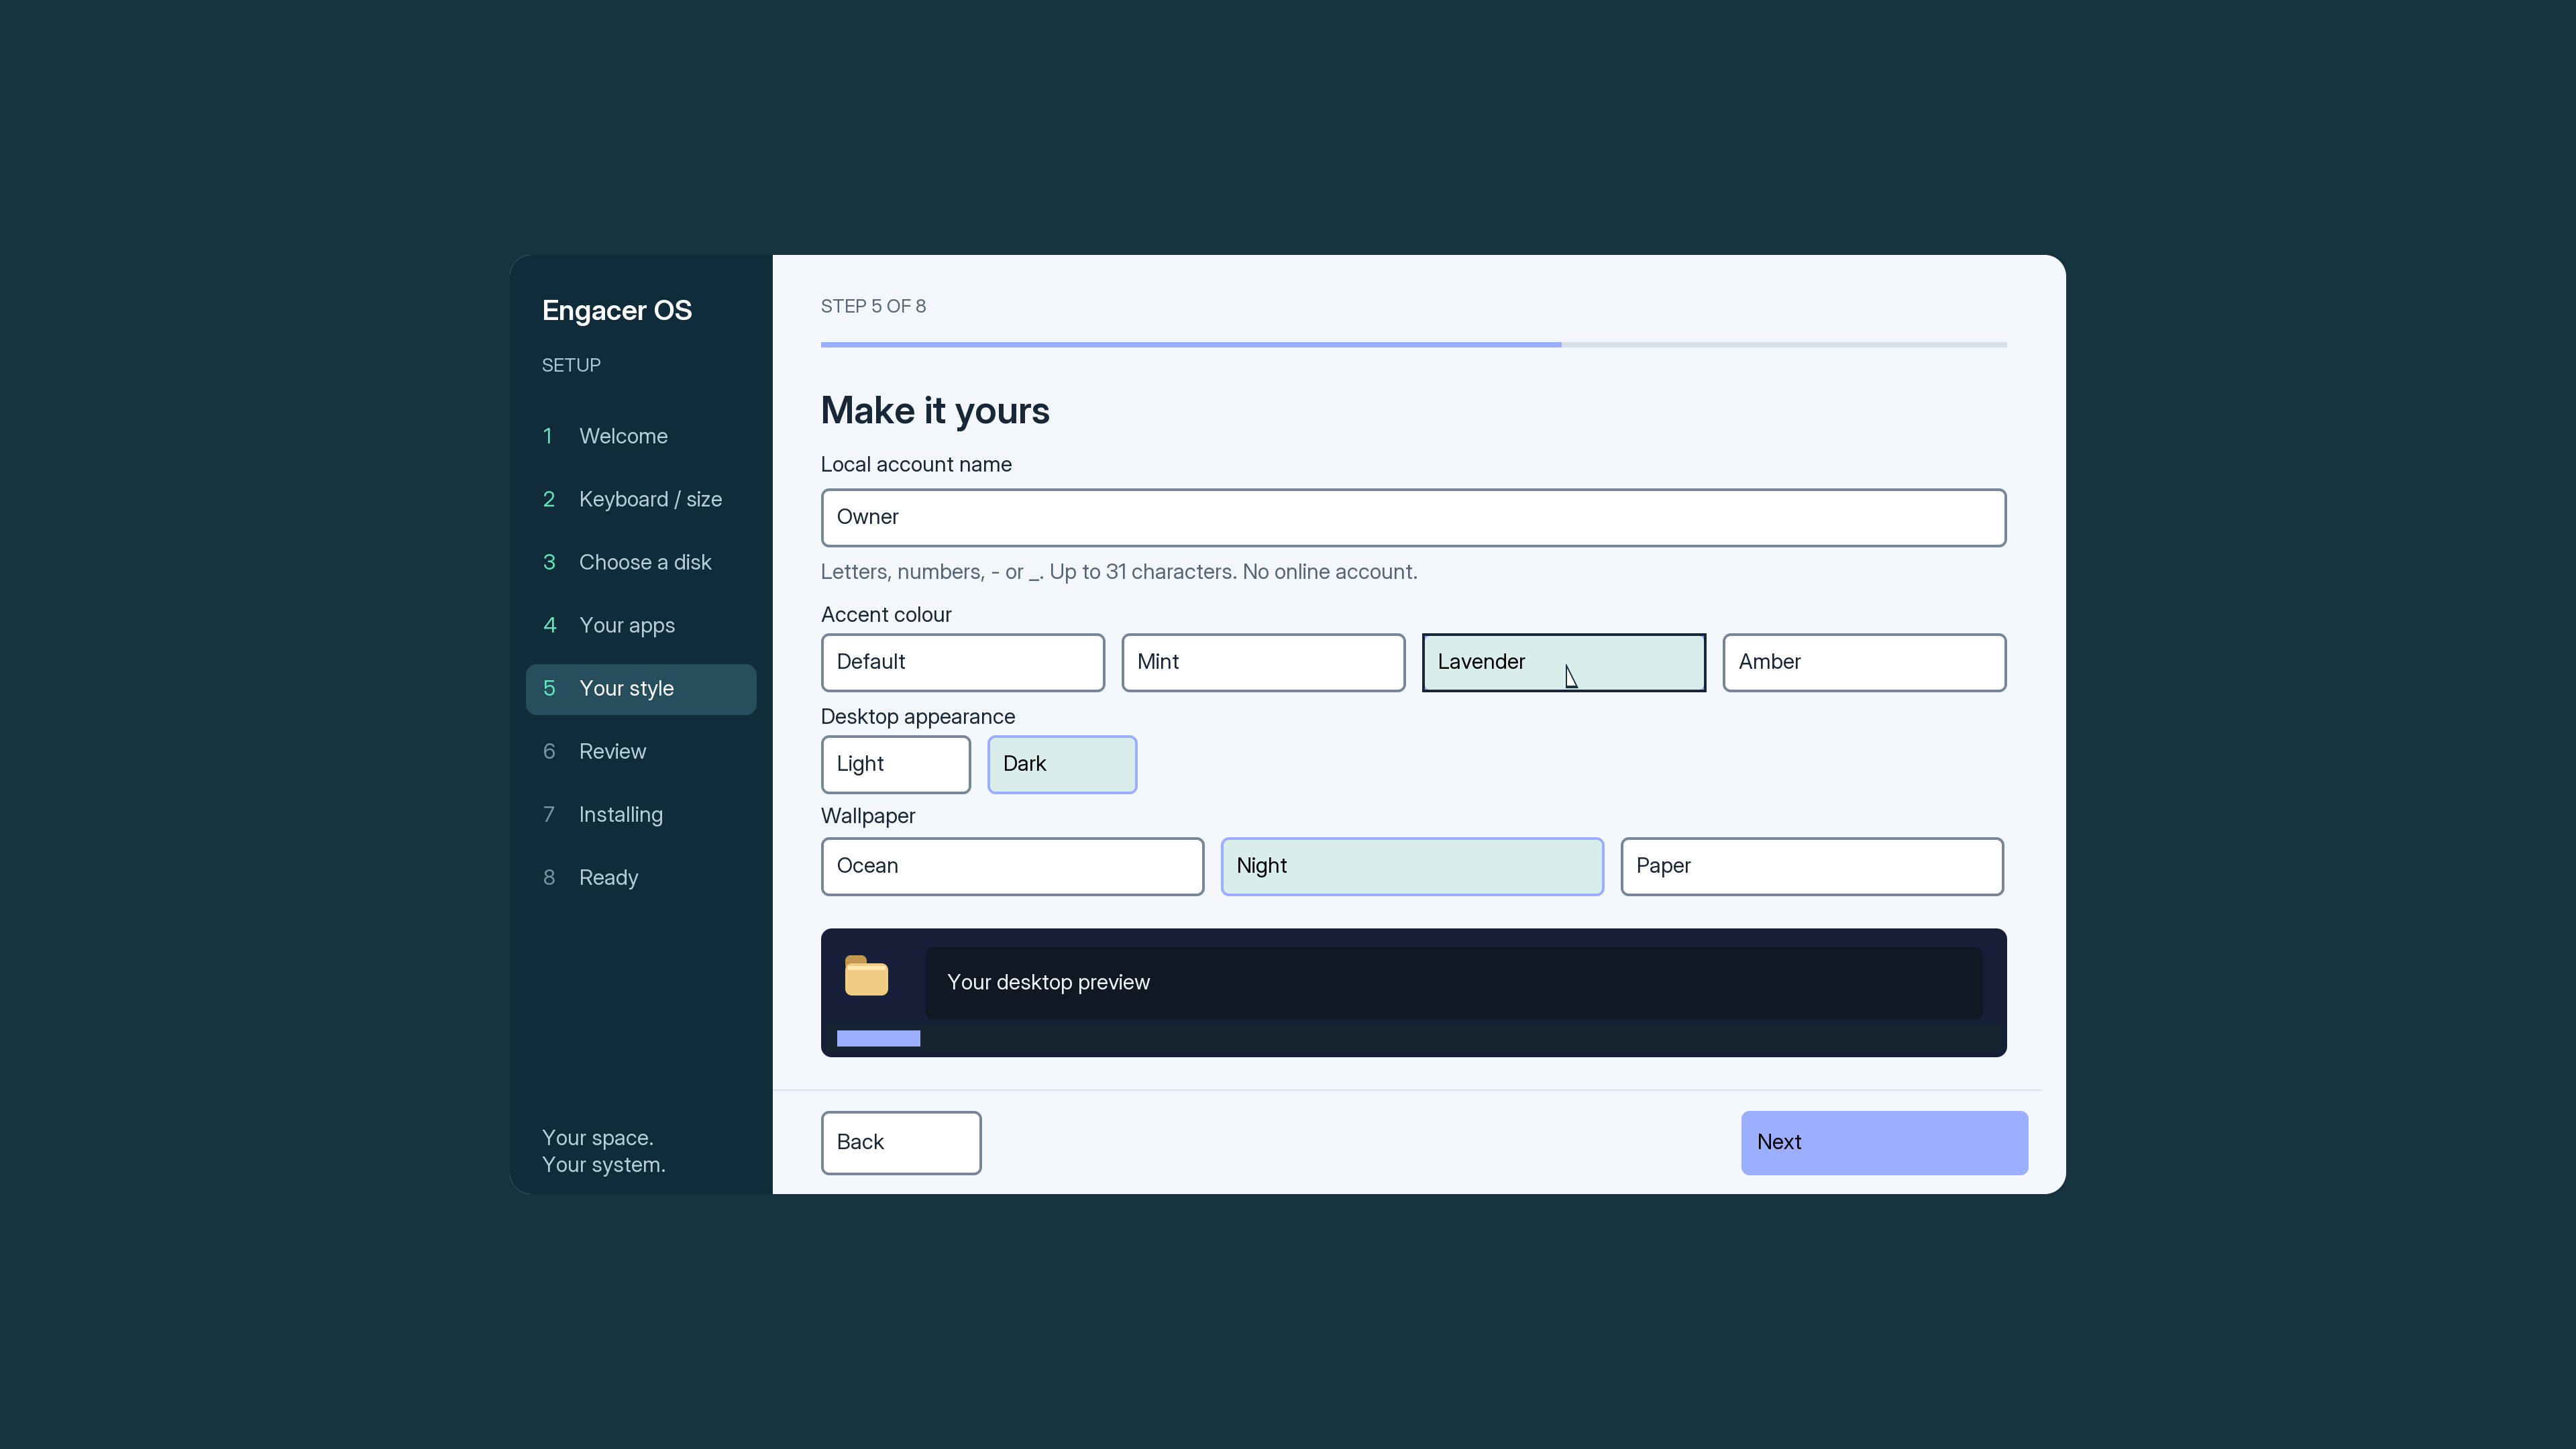 Engacer OS
SETUP
1 Welcome
2 Keyboard / size
3 Choose a disk
4 Your apps
5 Your style
6 Review
7 Installing
8 Ready
Your space.
Your system.
STEP 5 OF 8
Make it yours
Local account name
Owner
Letters, numbers, - or _. Up to 31 characters. No online account.
Accent colour
Default Mint Lavender Amber
Desktop appearance
Light Dark
Wallpaper
Ocean Night Paper
Your desktop preview
Back Next